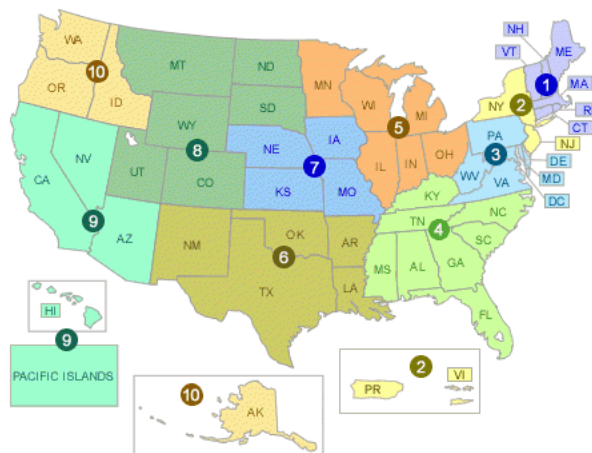 NH
VT
ME
WA
MT
ND
MN
1
MA
10
OR
ID
WI
MI
NY
2
R
SD
5
CT
WY
PA
NJ
IA
3
8
NE
7
IL
IN
OH
DE
NV
UT
CO
WV
MD
CA
KS
MO
VA
KY
DC
9
NC
TN
4
AZ
NM
OK
AR
SC
6
MS
AL
GA
TX
LA
HI
FL
9
PACIFIC ISLANDS
2
VI
10
PR
AK